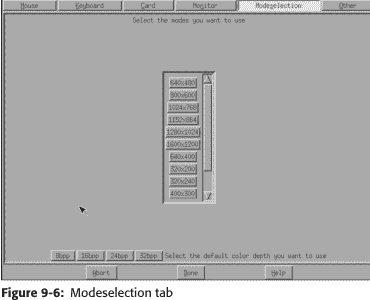 Mouse Keyboard Card Monitor Modeselection Other
Select the modes you want to use
640x480
800x600
1024x768
1152x864
1280x1024
1600x1200
640x400
320x200
320x240
400x300
8bpp 16bpp 24bpp 32bpp Select the default color depth you want to use
Abort Done Help
Figure 9-6: Modeselection tab